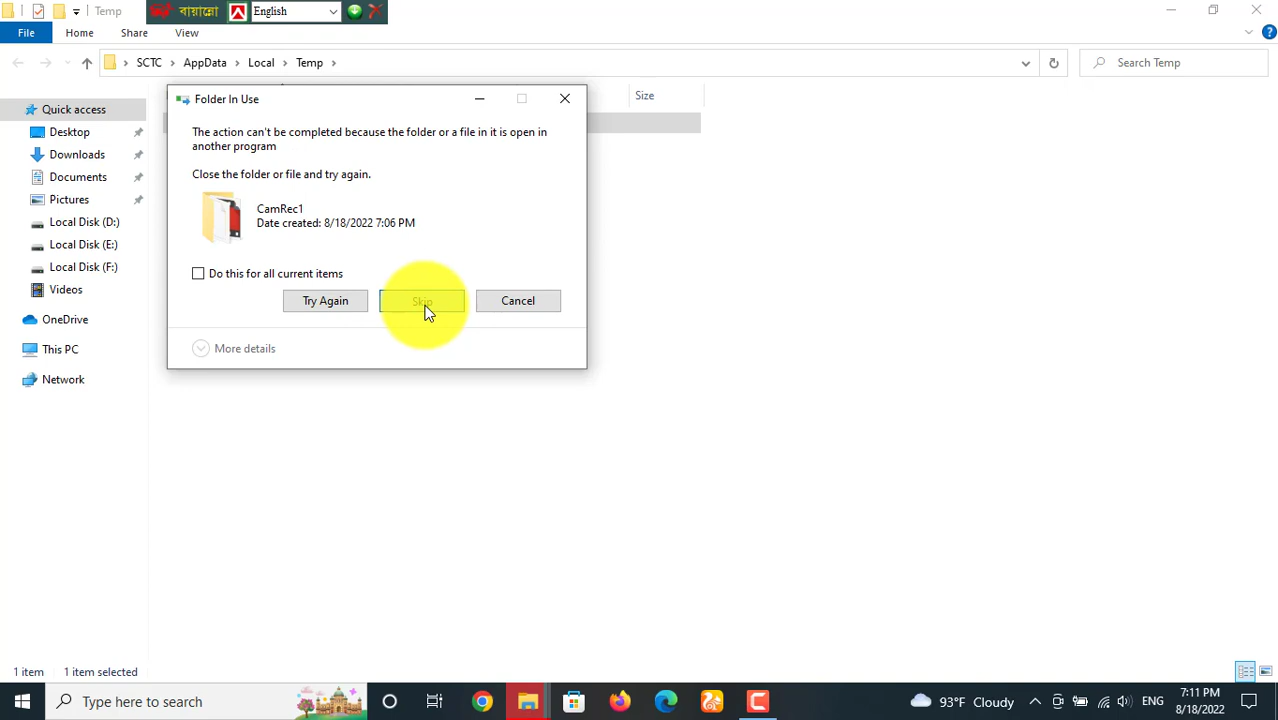 Temp
বায়ান্নো
English
File
Home
Share
View
SCTC
AppData
Local
Temp
Search Temp
Size
Folder In Use
The action can't be completed because the folder or a file in it is open in
another program
Close the folder or file and try again.
CamRec1
Date created: 8/18/2022 7:06 PM
Do this for all current items
Try Again
Skip
Cancel
More details
Quick access
Desktop
Downloads
Documents
Pictures
Local Disk (D:)
Local Disk (E:)
Local Disk (F:)
Videos
OneDrive
This PC
Network
1 item
1 item selected
Type here to search
93°F Cloudy
ENG
7:11 PM
8/18/2022